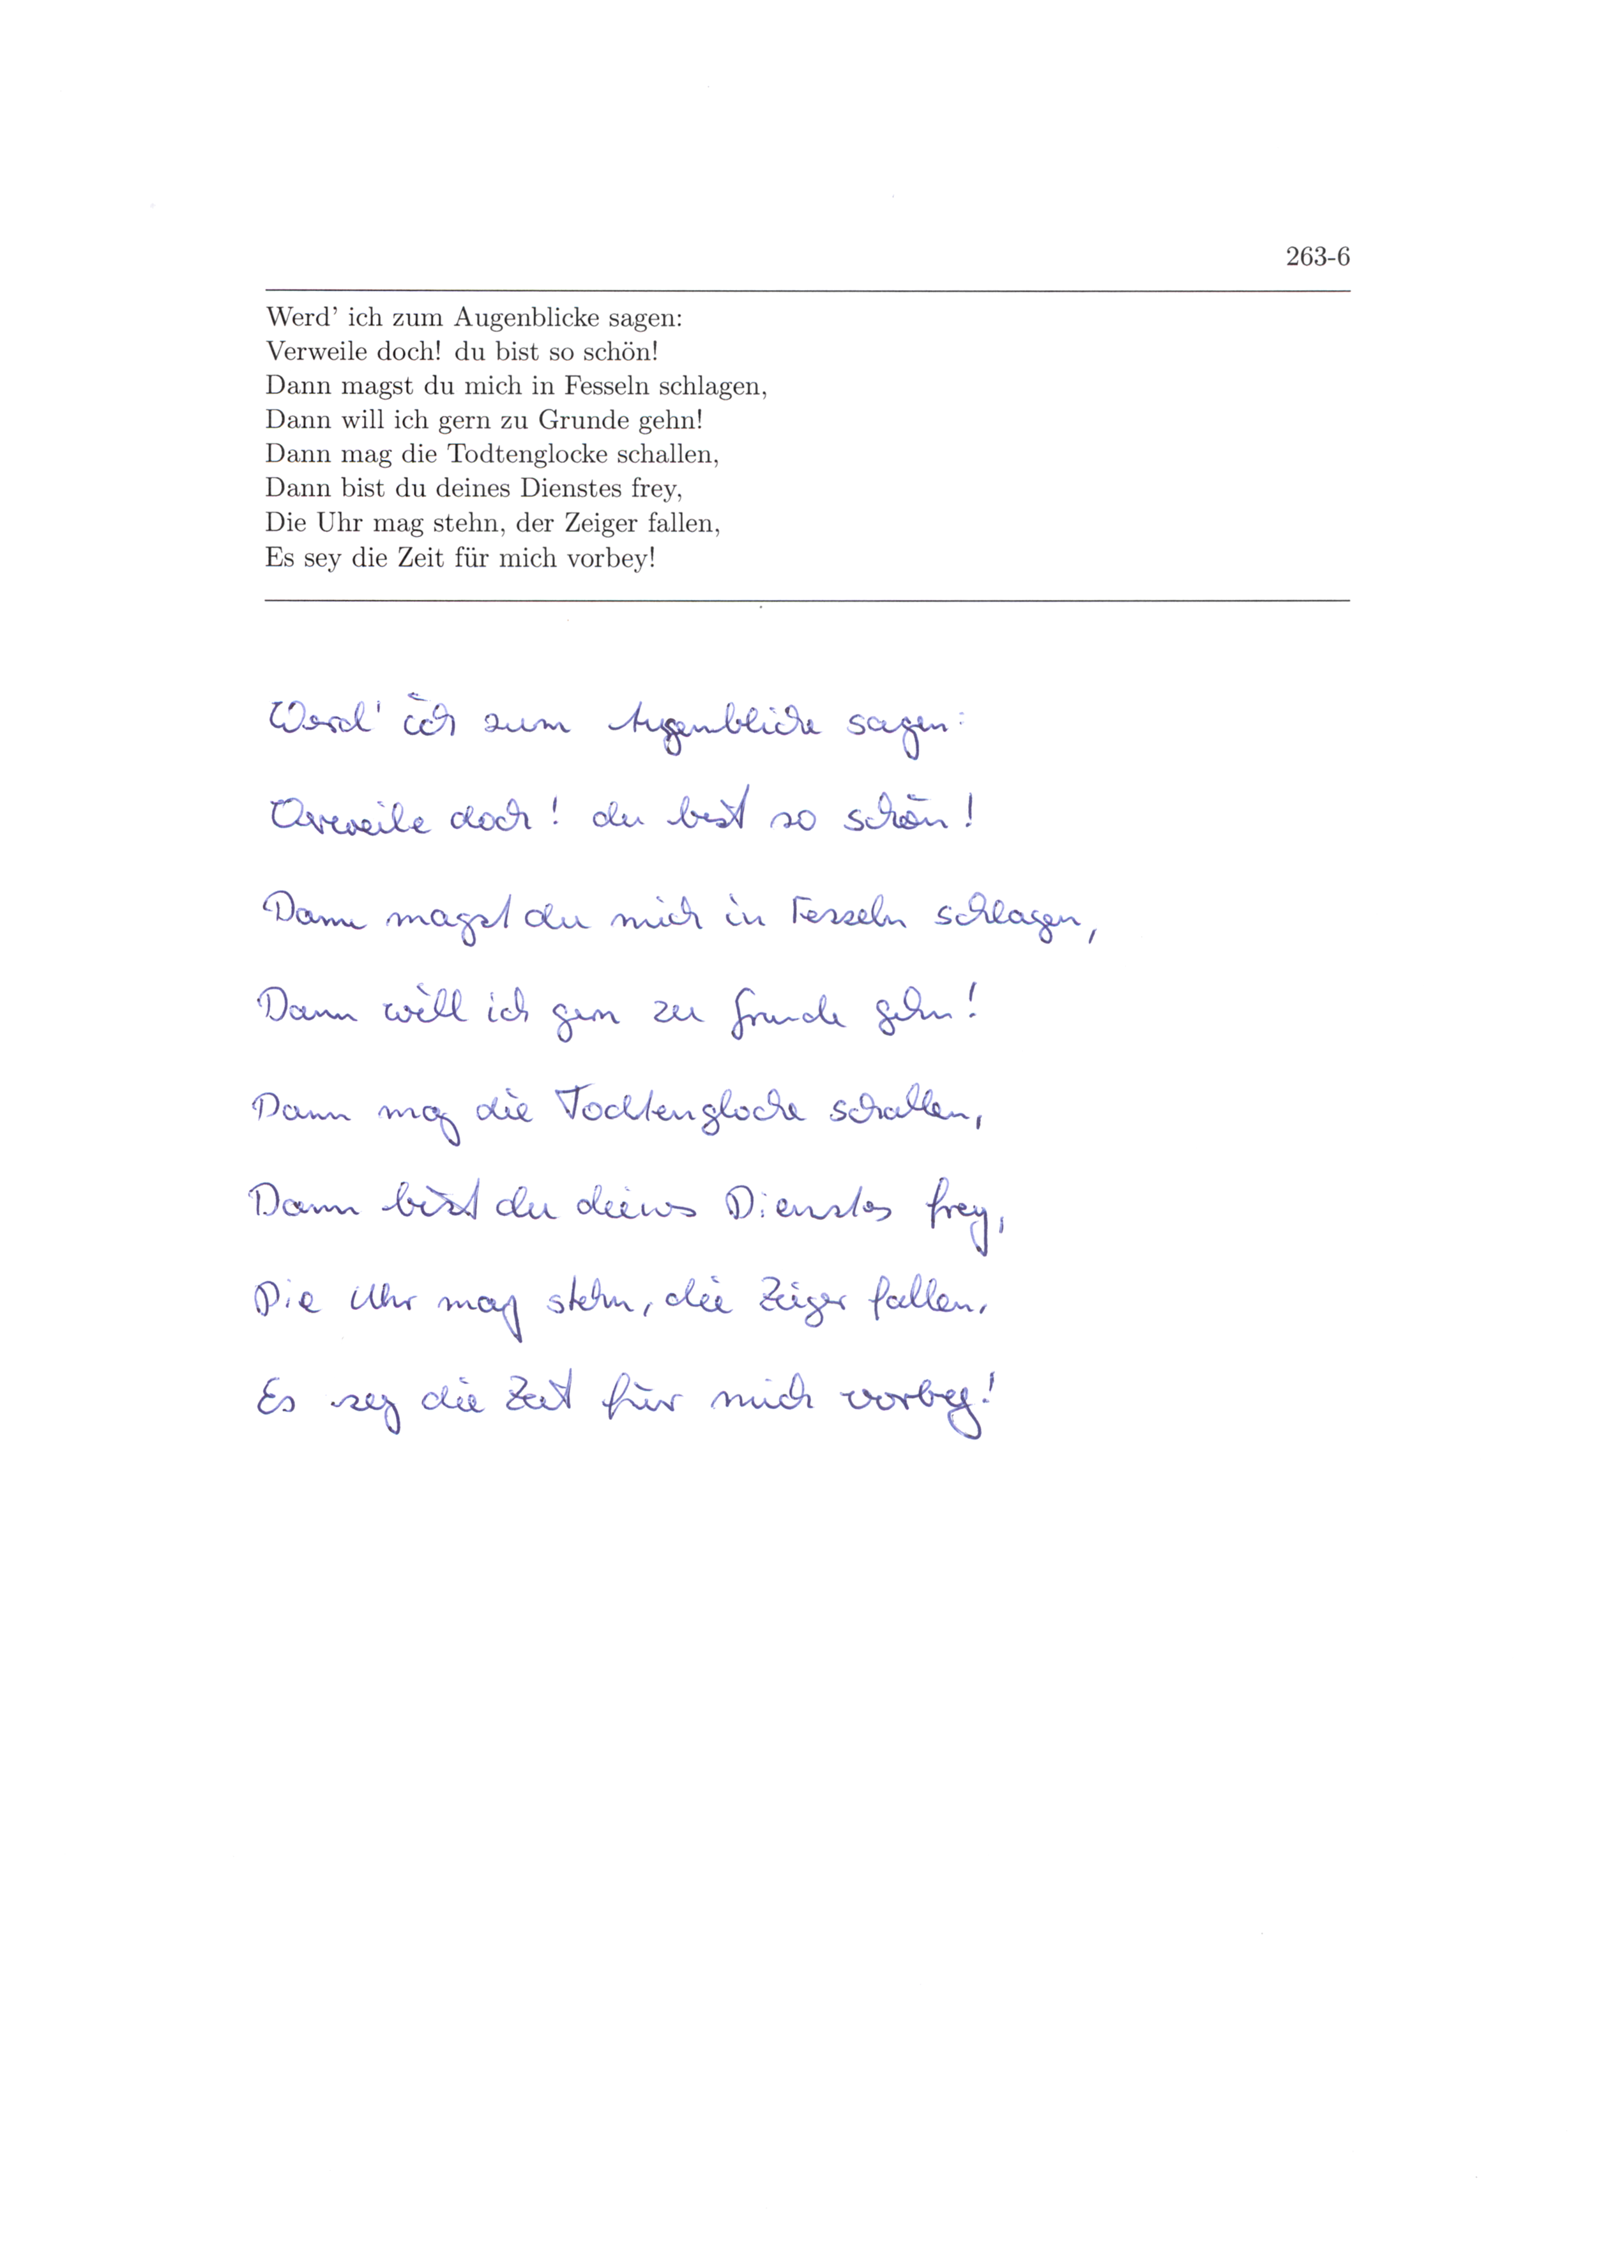 263-6
Werd' ich zum Augenblicke sagen:
Verweile doch! du bist so schön!
Dann magst du mich in Fesseln schlagen,
Dann will ich gern zu Grunde gehn!
Dann mag die Todtenglocke schallen,
Dann bist du deines Dienstes frey,
Die Uhr mag stehn, der Zeiger fallen,
Es sey die Zeit für mich vorbey!
Werd' ich zum Augenblicke sagen:
Verweile doch! du bist so schön!
Dann magst du mich in Fesseln schlagen,
Dann will ich gern zu Grunde gehn!
Dann mag die Todtenglocke schallen,
Dann bist du deines Dienstes frey,
Die Uhr mag stehn, die Zeiger fallen,
Es sey die Zeit für mich vorbey!